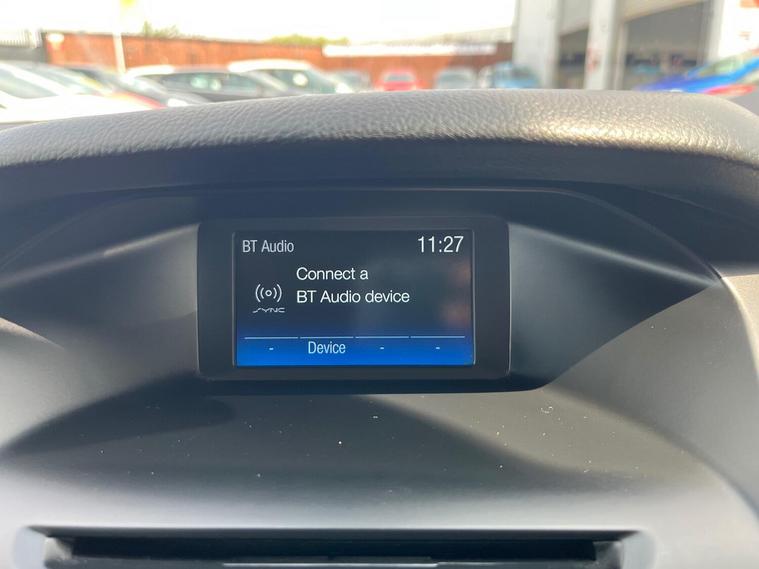 BT Audio 11:27
Connect a
BT Audio device
SYNC
- Device - -